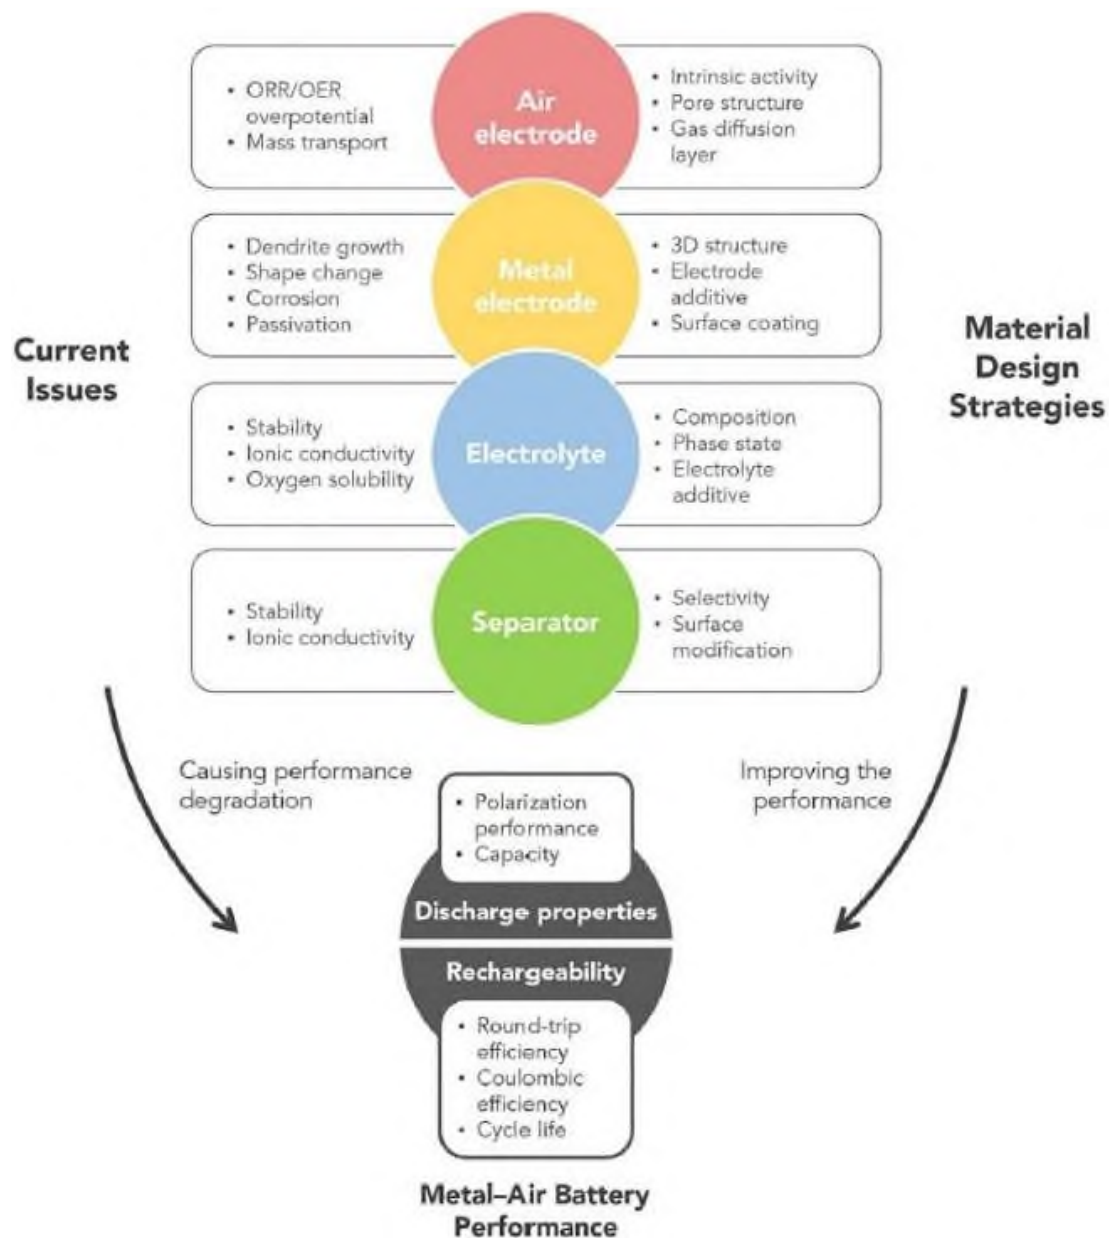 • ORR/OER
overpotential
• Mass transport
Air
electrode
• Intrinsic activity
• Pore structure
• Gas diffusion
layer
• Dendrite growth
• Shape change
• Corrosion
• Passivation
Metal
electrode
• 3D structure
• Electrode
additive
• Surface coating
Current
Issues
Material
Design
Strategies
• Stability
• Ionic conductivity
• Oxygen solubility
Electrolyte
• Composition
• Phase state
• Electrolyte
additive
• Stability
• Ionic conductivity
Separator
• Selectivity
• Surface
modification
Causing performance
degradation
Improving the
performance
• Polarization
performance
• Capacity
Discharge properties
Rechargeability
• Round-trip
efficiency
• Coulombic
efficiency
• Cycle life
Metal–Air Battery
Performance